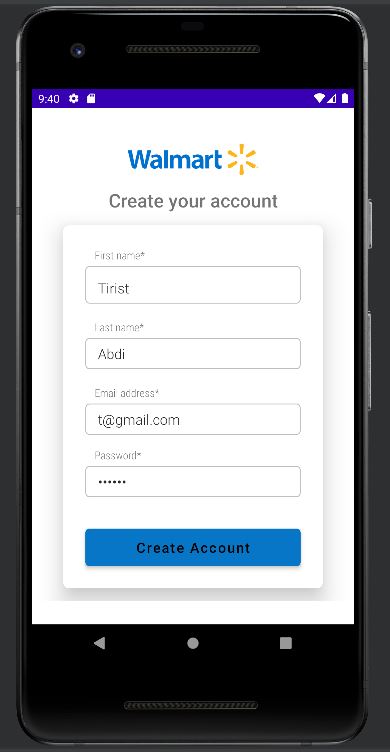 9:40
Walmart
Create your account
First name*
Tirist
Last name*
Abdi
Email address*
t@gmail.com
Password*
••••••
Create Account